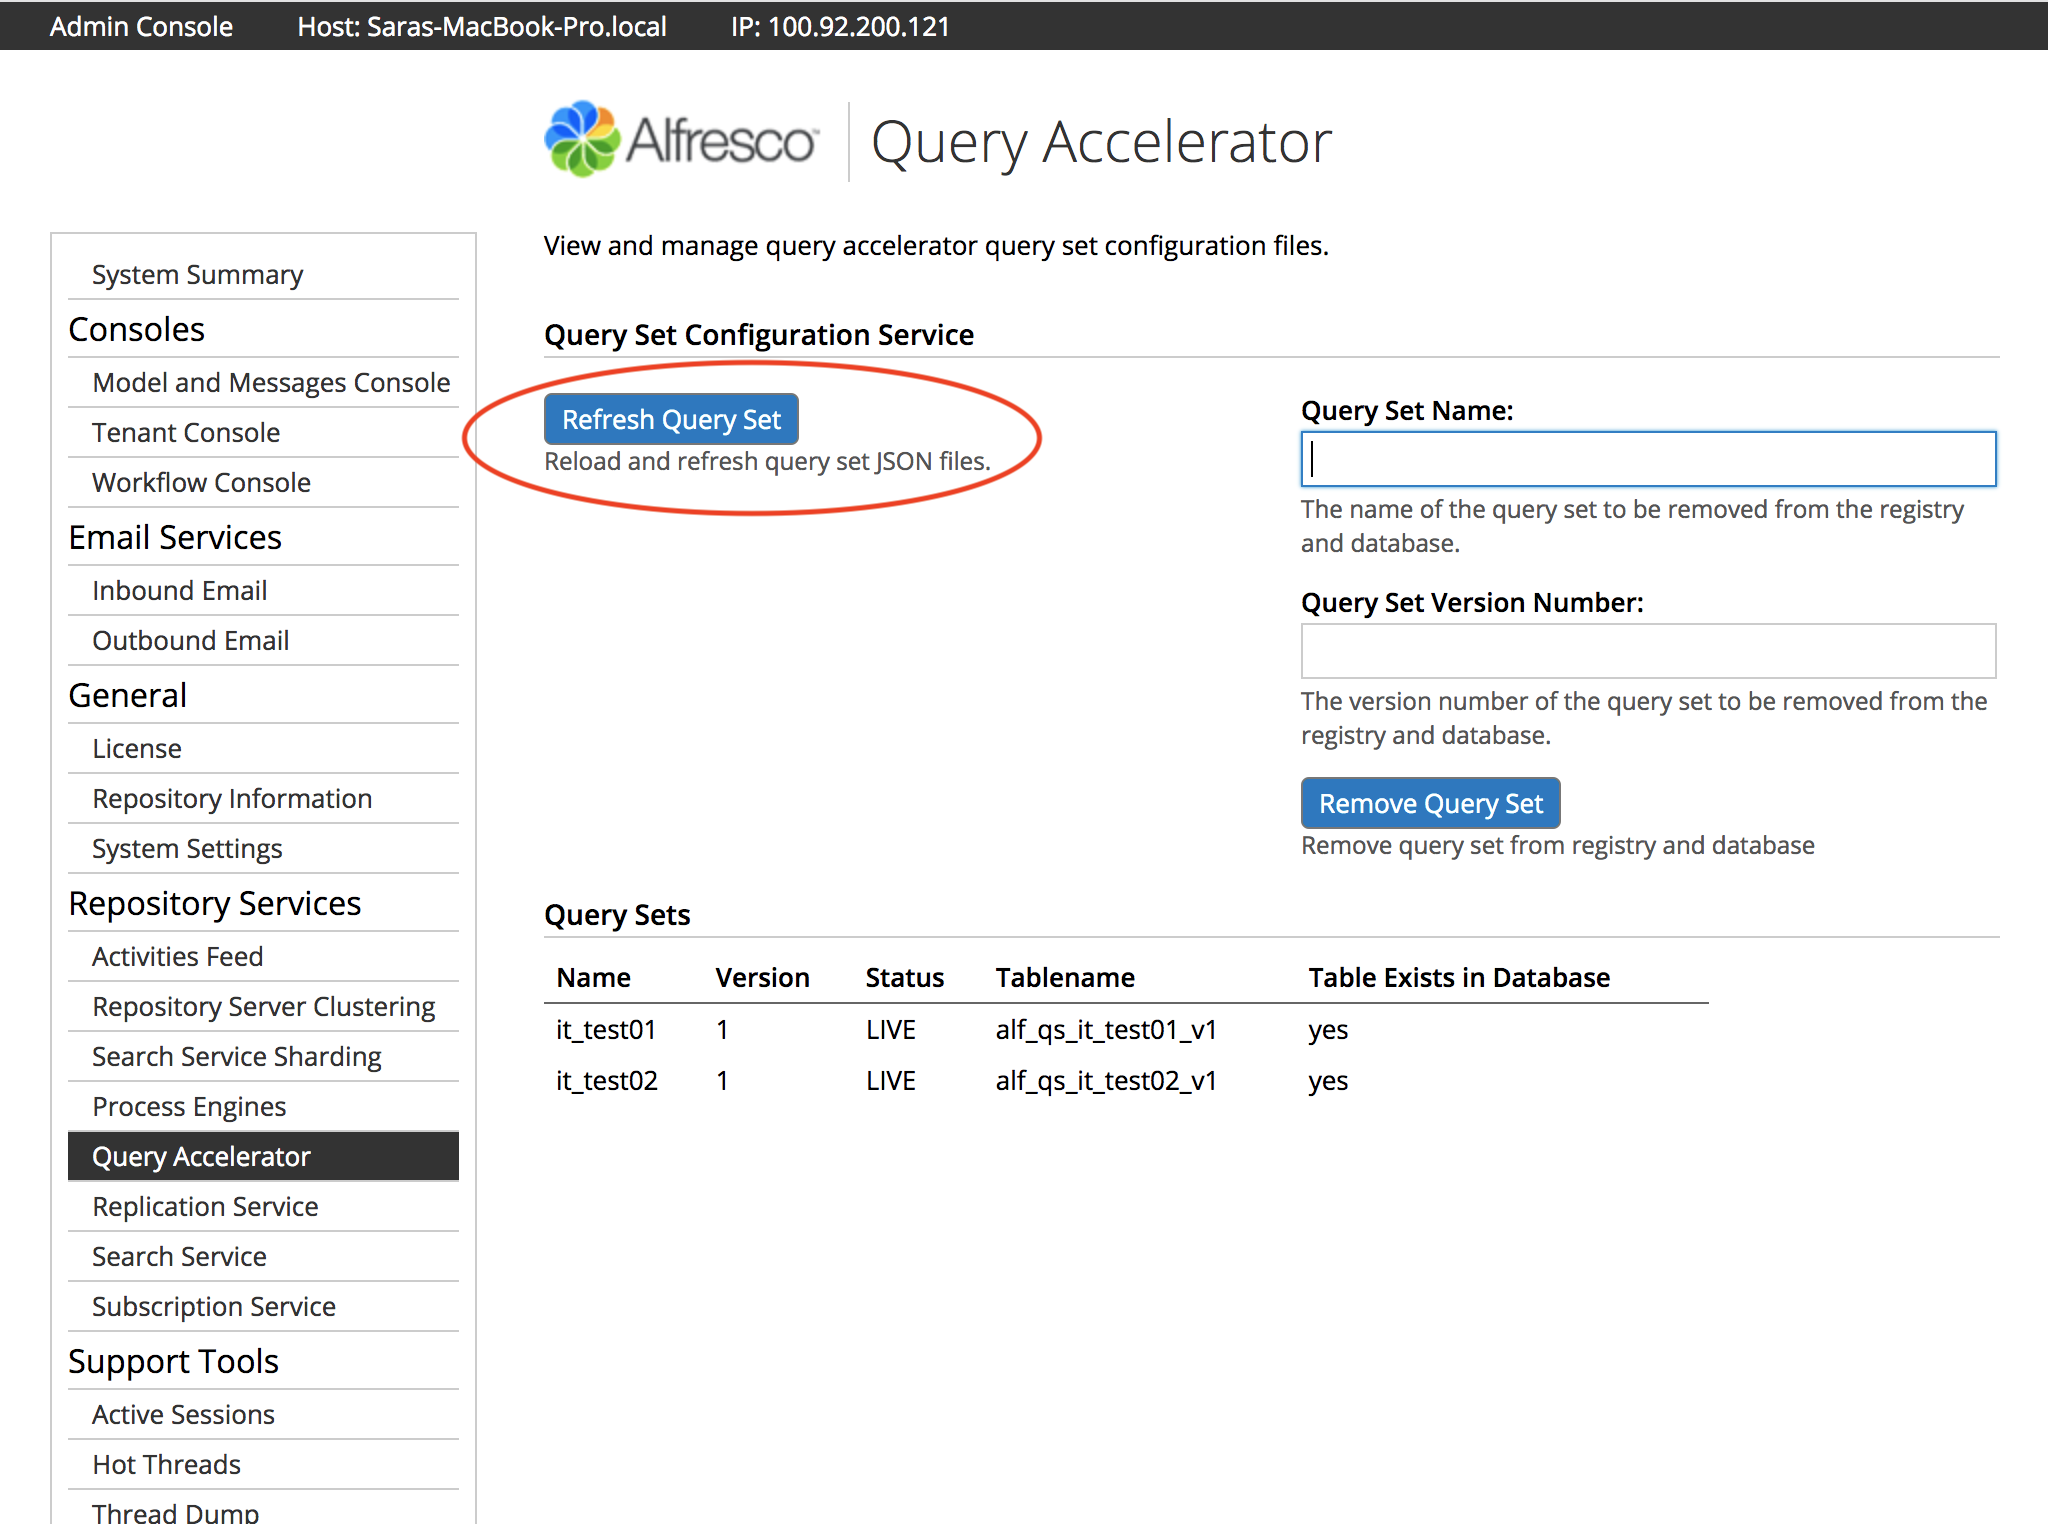 Admin Console Host: Saras-MacBook-Pro.local IP: 100.92.200.121
Alfresco™ Query Accelerator
View and manage query accelerator query set configuration files.
System Summary
Consoles
Model and Messages Console
Tenant Console
Workflow Console
Email Services
Inbound Email
Outbound Email
General
License
Repository Information
System Settings
Repository Services
Activities Feed
Repository Server Clustering
Search Service Sharding
Process Engines
Query Accelerator
Replication Service
Search Service
Subscription Service
Support Tools
Active Sessions
Hot Threads
Thread Dump
Query Set Configuration Service
Refresh Query Set
Reload and refresh query set JSON files.
Query Set Name:
The name of the query set to be removed from the registry
and database.
Query Set Version Number:
The version number of the query set to be removed from the
registry and database.
Remove Query Set
Remove query set from registry and database
Query Sets
Name Version Status Tablename Table Exists in Database
it_test01 1 LIVE alf_qs_it_test01_v1 yes
it_test02 1 LIVE alf_qs_it_test02_v1 yes